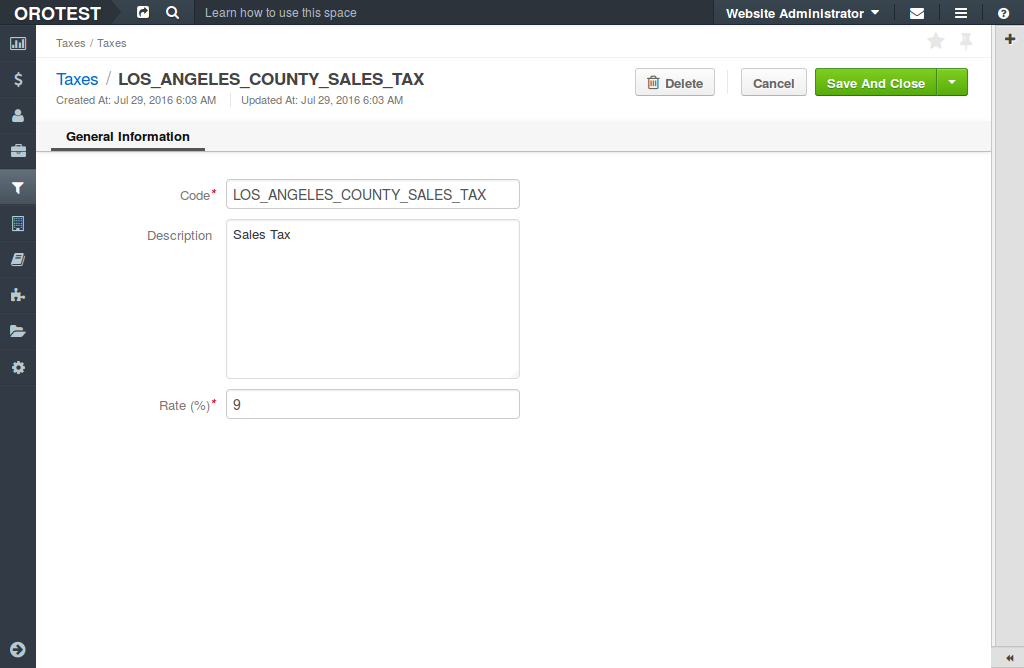 OROTEST
Learn how to use this space
Website Administrator
Taxes / Taxes
Taxes / LOS_ANGELES_COUNTY_SALES_TAX
Delete
Cancel
Save And Close
Created At: Jul 29, 2016 6:03 AM
Updated At: Jul 29, 2016 6:03 AM
General Information
Code*
LOS_ANGELES_COUNTY_SALES_TAX
Description
Sales Tax
Rate (%)*
9